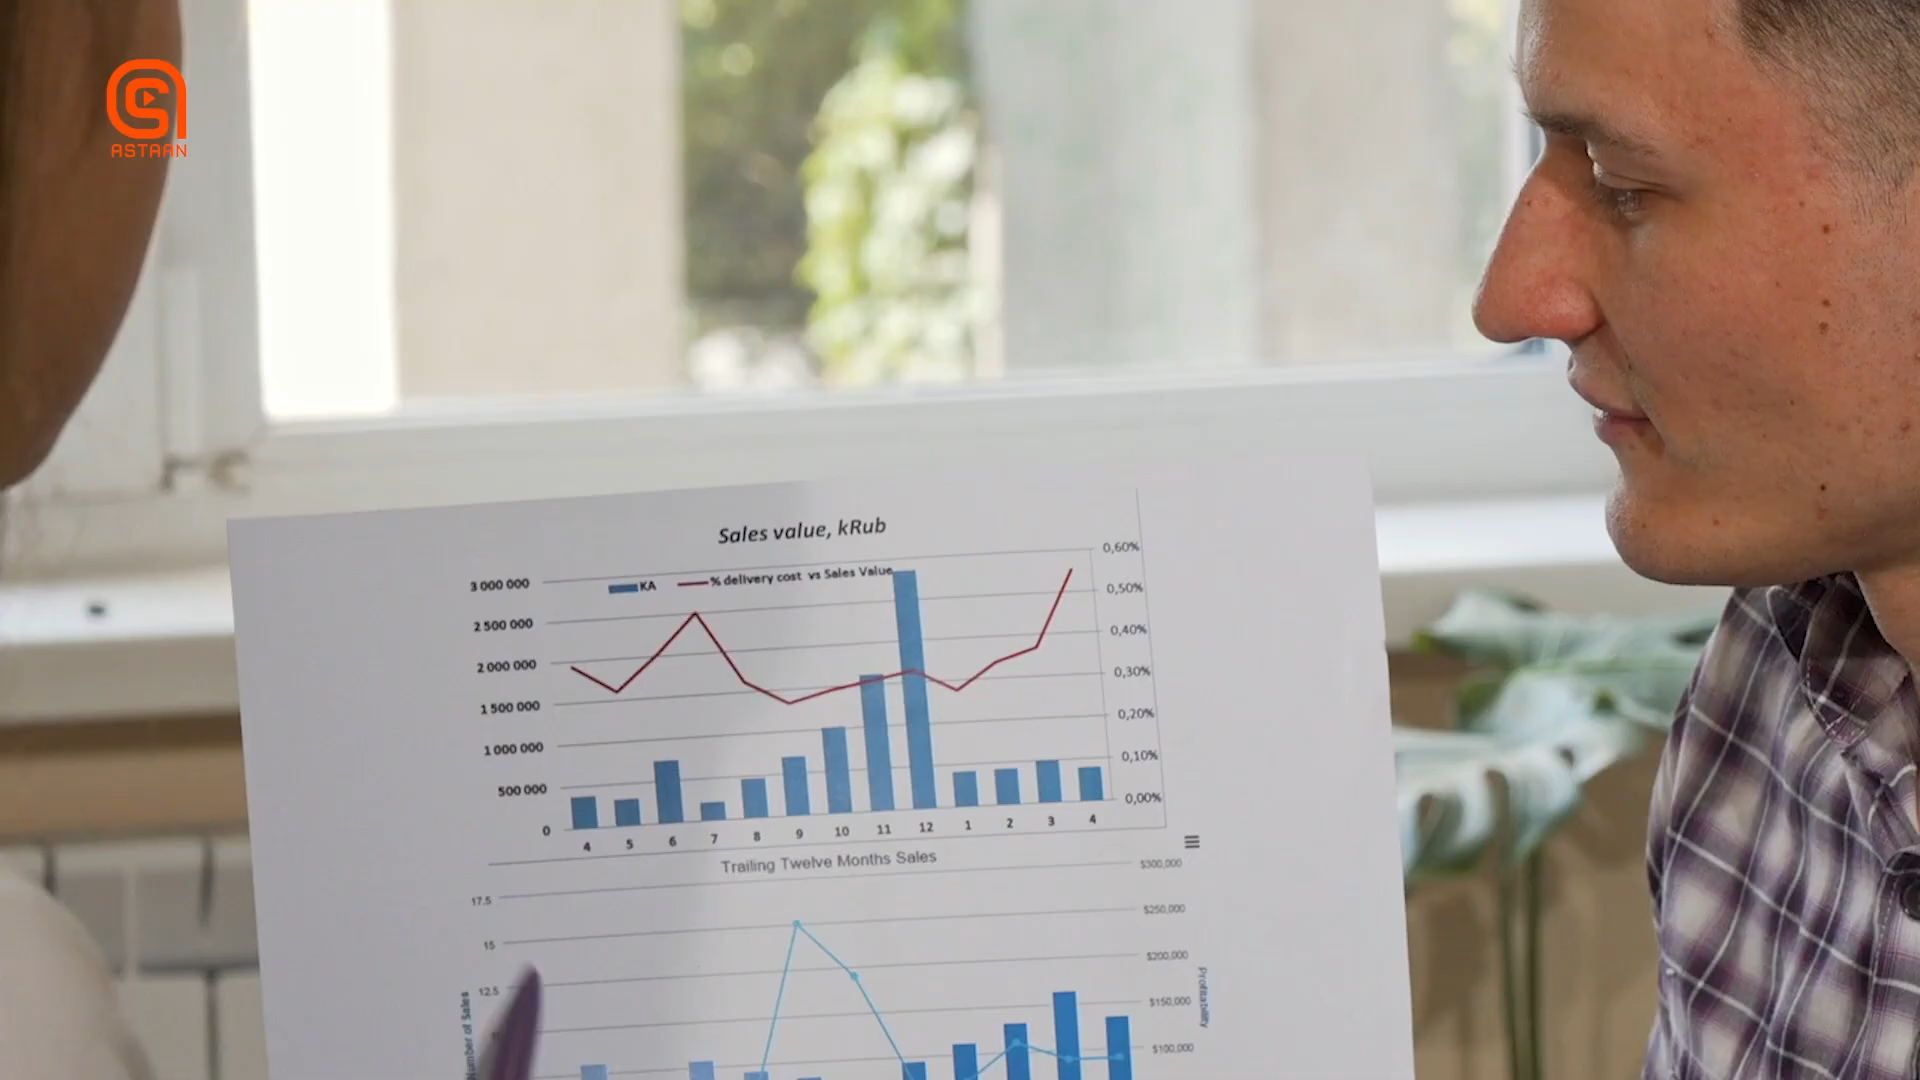 ASTAAN
Sales value, kRub
KA
% delivery cost vs Sales Value
3 000 000
2 500 000
2 000 000
1 500 000
1 000 000
500 000
0
0,60%
0,50%
0,40%
0,30%
0,20%
0,10%
0,00%
4 5 6 7 8 9 10 11 12 1 2 3 4
Trailing Twelve Months Sales
17.5
15
12.5
Number of Sales
$300,000
$250,000
$200,000
$150,000
$100,000
Profitability